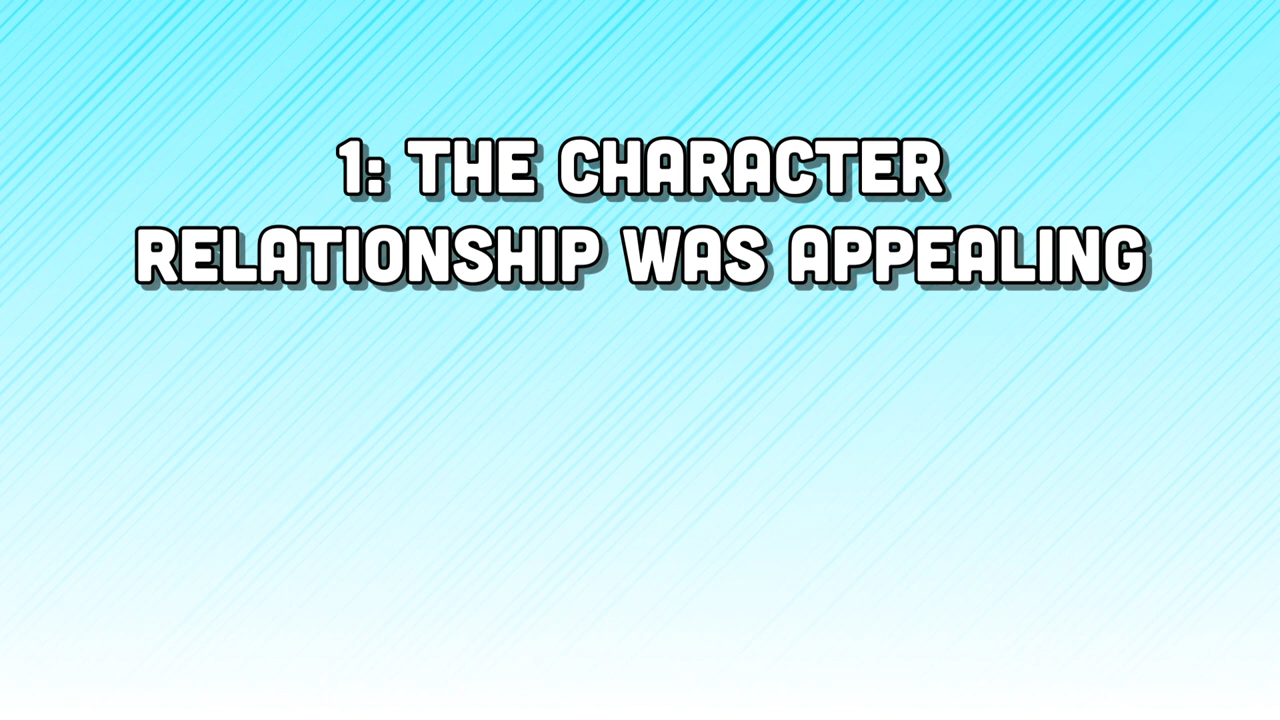 1: THE CHARACTER
RELATIONSHIP WAS APPEALING